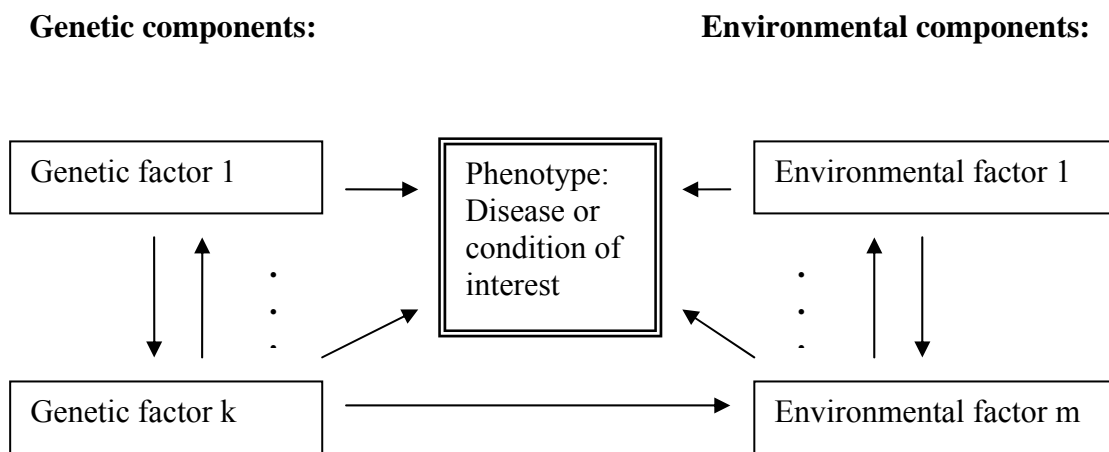 Genetic components:
Environmental components:
Genetic factor 1
Phenotype:
Disease or
condition of
interest
Environmental factor 1
Genetic factor k
Environmental factor m